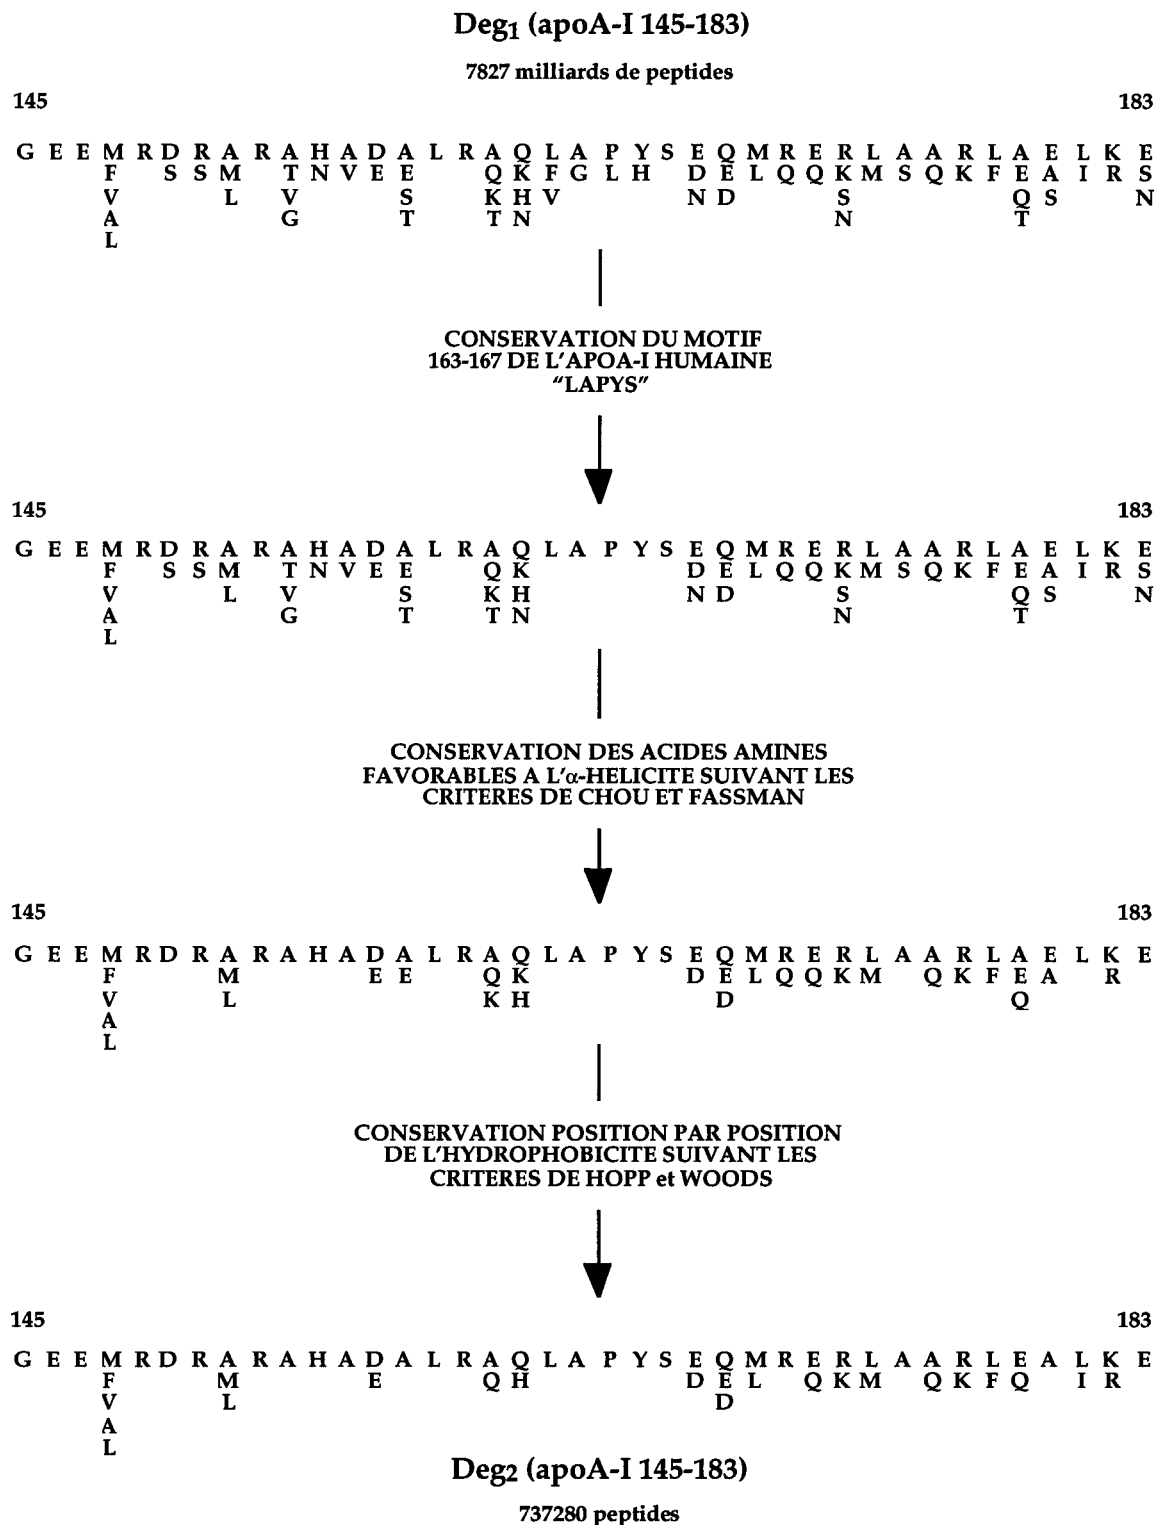 Deg1 (apoA-I 145-183)
7827 milliards de peptides
145 183
G E E M R D R A R A H A D A L R A Q L A P Y S E Q M R E R L A A R L A E L K E
F S S M T N V E E Q K F G L H D E L Q Q K M S Q K F E A I R S
V L V S K H V N D S Q S N
A G T T N N T
L
CONSERVATION DU MOTIF
163-167 DE L'APOA-I HUMAINE
"LAPYS"
145 183
G E E M R D R A R A H A D A L R A Q L A P Y S E Q M R E R L A A R L A E L K E
F S S M T N V E E Q K D E L Q Q K M S Q K F E A I R S
V L V S K H N D S Q S N
A G T T N N T
L
CONSERVATION DES ACIDES AMINES
FAVORABLES A L'α-HELICITE SUIVANT LES
CRITERES DE CHOU ET FASSMAN
145 183
G E E M R D R A R A H A D A L R A Q L A P Y S E Q M R E R L A A R L A E L K E
F M E E Q K D E L Q Q K M Q K F E A R
V L K H D Q
A
L
CONSERVATION POSITION PAR POSITION
DE L'HYDROPHOBICITE SUIVANT LES
CRITERES DE HOPP et WOODS
145 183
G E E M R D R A R A H A D A L R A Q L A P Y S E Q M R E R L A A R L E A L K E
F M E Q H D E L Q K M Q K F Q I R
V L D
A
L
Deg2 (apoA-I 145-183)
737280 peptides